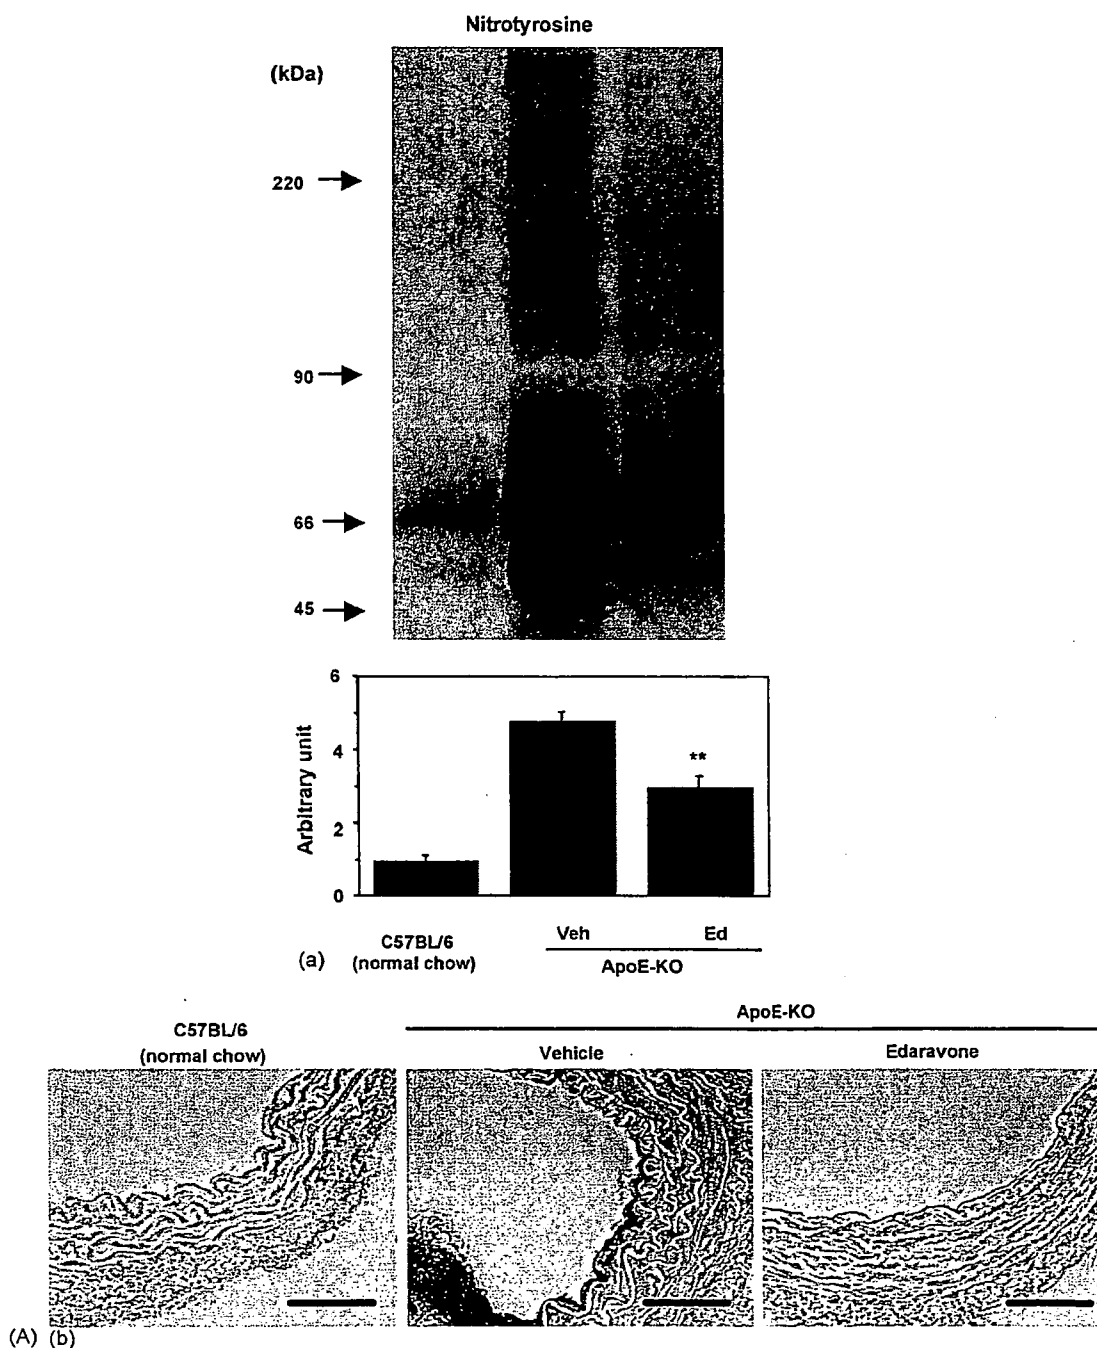 Nitrotyrosine
(kDa)
220
90
66
45
6
4
2
0
Arbitrary unit
**
C57BL/6
(normal chow)
Veh
Ed
ApoE-KO
(a)
ApoE-KO
C57BL/6
(normal chow)
Vehicle
Edaravone
(A) (b)